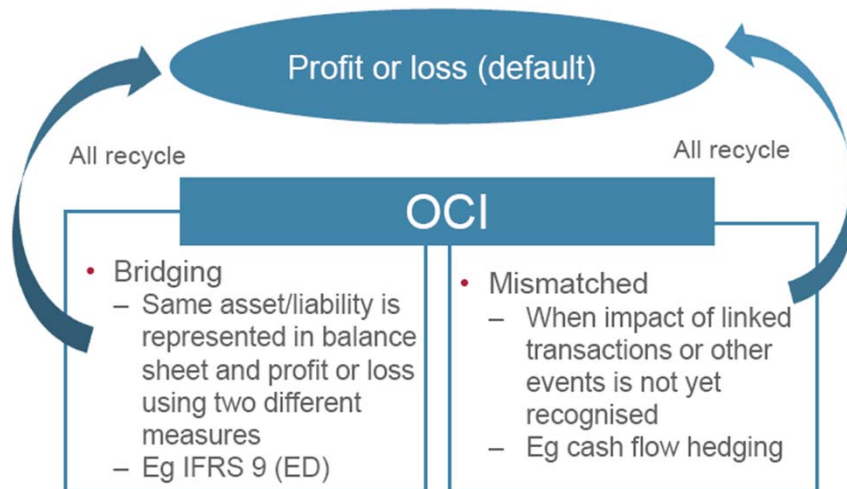 Profit or loss (default)
All recycle
All recycle
OCI
• Bridging
– Same asset/liability is
represented in balance
sheet and profit or loss
using two different
measures
– Eg IFRS 9 (ED)
• Mismatched
– When impact of linked
transactions or other
events is not yet
recognised
– Eg cash flow hedging